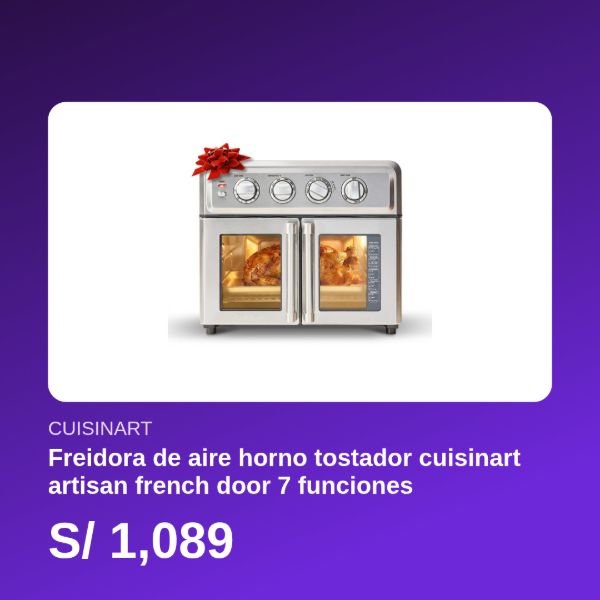 CUISINART
Freidora de aire horno tostador cuisinart
artisan french door 7 funciones
S/ 1,089